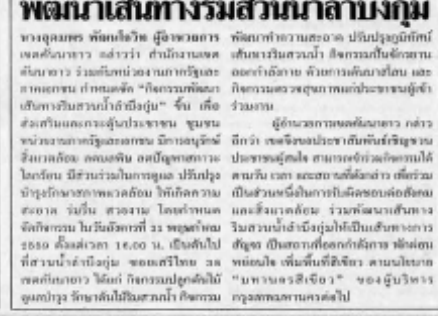 พัฒนาเส้นทางริมสวนน้ำลำบึงกุ่ม
นางอุดมพร พัฒนโอวิท ผู้อำนวยการ
เขตคันนายาว กล่าวว่า สำนักงานเขต
คันนายาว ร่วมกับหน่วยงานภาครัฐและ
ภาคเอกชน กำหนดจัด "กิจกรรมพัฒนา
เส้นทางริมสวนน้ำลำบึงกุ่ม" ขึ้น เพื่อ
ส่งเสริมและกระตุ้นประชาชน ชุมชน
หน่วยงานภาครัฐและเอกชน มีการอนุรักษ์
สิ่งแวดล้อม ลดมลพิษ ลดปัญหาสภาวะ
โลกร้อน มีส่วนร่วมในการดูแล ปรับปรุง
บำรุงรักษาสภาพแวดล้อม ให้เกิดความ
สะอาด ร่มรื่น สวยงาม โดยกำหนด
จัดกิจกรรม ในวันอังคารที่ พฤษภาคม
ตั้งแต่เวลา 16.00 น. เป็นต้นไป
ที่สวนน้ำลำบึงกุ่ม ซอยเสรีไทย
เขตคันนายาว ได้แก่ กิจกรรมปลูกต้นไม้
ดูแลบำรุง รักษาต้นไม้ริมสวนน้ำ กิจกรรม
พัฒนาทำความสะอาด ปรับปรุงภูมิทัศน์
เส้นทางริมสวนน้ำ กิจกรรมปั่นจักรยาน
ออกกำลังกาย ด้วยการเต้นบาสโลบ และ
กิจกรรมตรวจสุขภาพแก่ประชาชนผู้เข้า
ร่วมงาน
ผู้อำนวยการเขตคันนายาว กล่าว
อีกว่า เขตจึงขอประชาสัมพันธ์เชิญชวน
ประชาชนผู้สนใจ สามารถเข้าร่วมกิจกรรมได้
ตามวัน เวลา และสถานที่ดังกล่าว เพื่อร่วม
เป็นส่วนหนึ่งในการรับผิดชอบต่อสังคม
และสิ่งแวดล้อม ร่วมพัฒนาเส้นทาง
ริมสวนน้ำลำบึงกุ่มให้เป็นเส้นทางการ
สัญจร เป็นสถานที่ออกกำลังกาย พักผ่อน
หย่อนใจ เพิ่มพื้นที่สีเขียว ตามนโยบาย
"มหานครสีเขียว" ของผู้บริหาร
กรุงเทพมหานครต่อไป